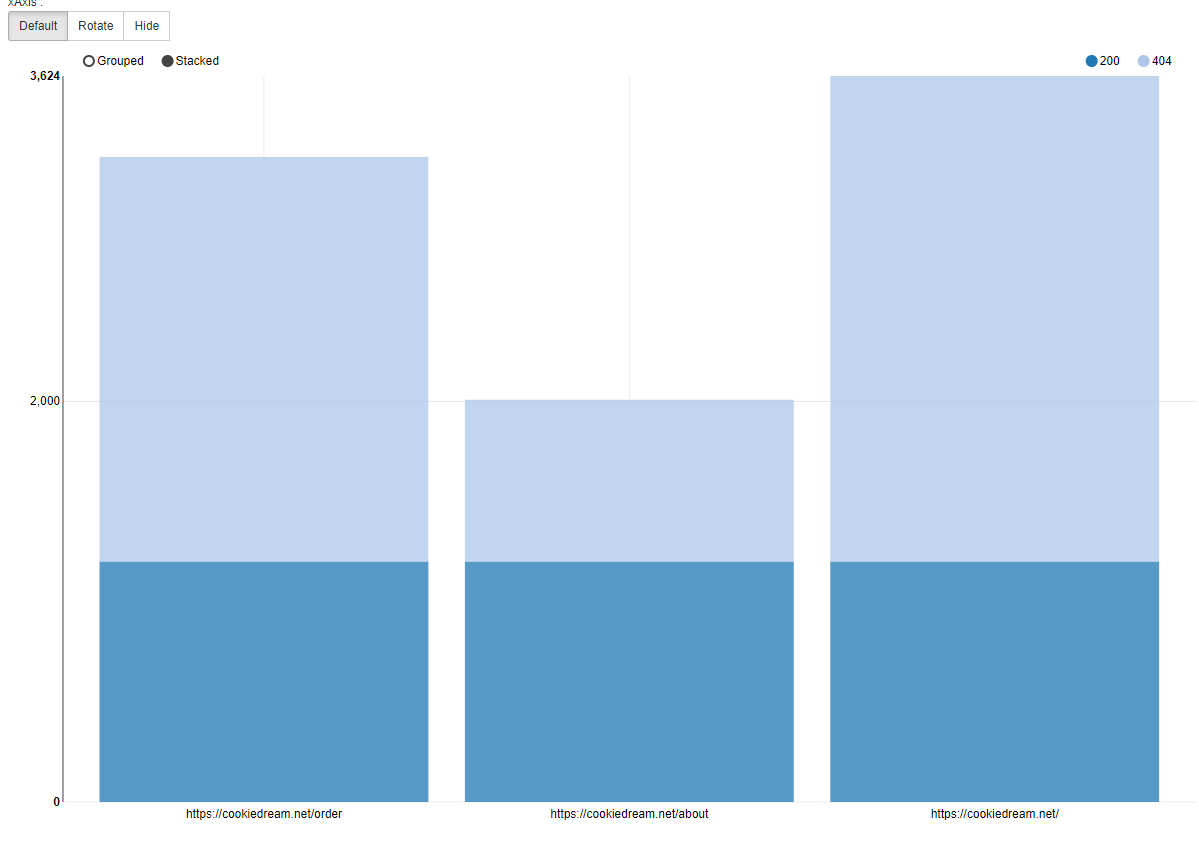 xAxis :
Default Rotate Hide
Grouped Stacked 200 404
3,624
2,000
0
https://cookiedream.net/order https://cookiedream.net/about https://cookiedream.net/